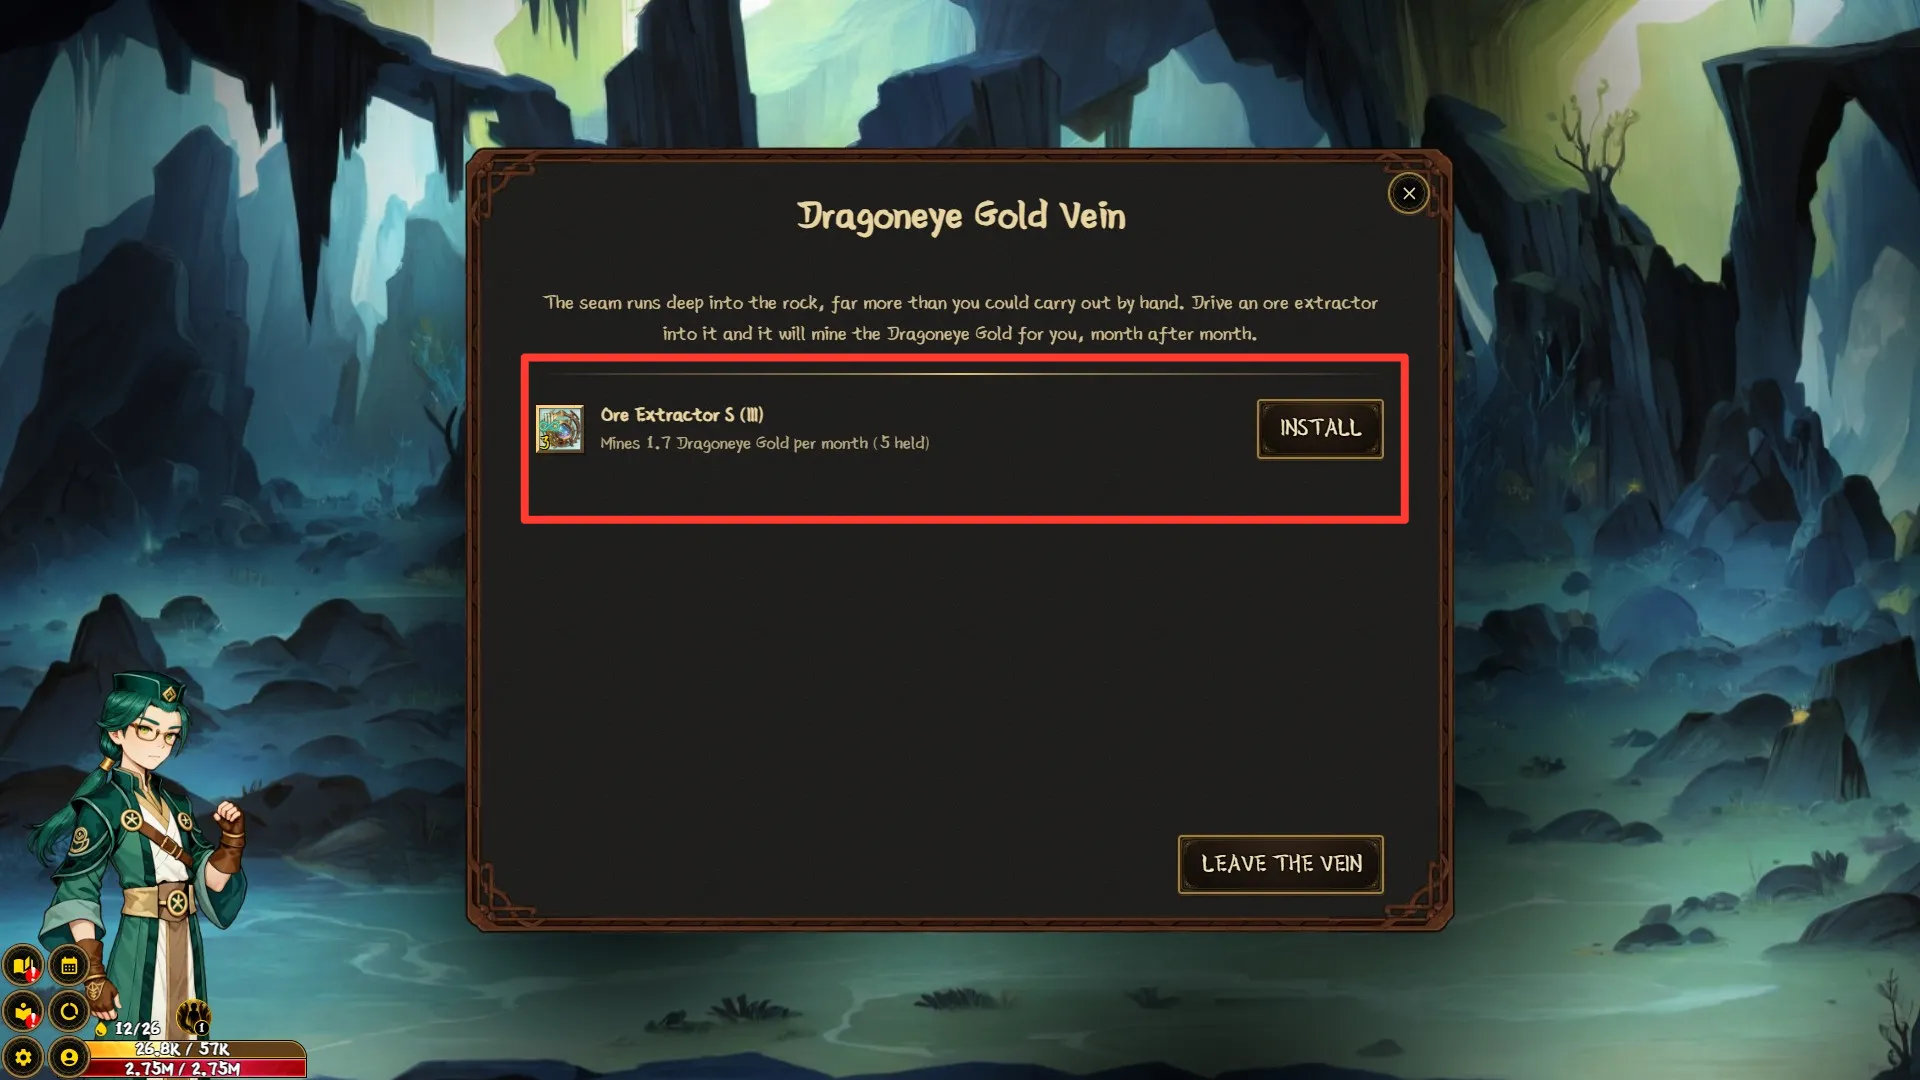 Dragoneye Gold Vein
The seam runs deep into the rock, far more than you could carry out by hand. Drive an ore extractor
into it and it will mine the Dragoneye Gold for you, month after month.
Ore Extractor S (III)
3
Mines 1.7 Dragoneye Gold per month (5 held)
INSTALL
LEAVE THE VEIN
12/26
1
26.8K / 57K
2.75M / 2.75M